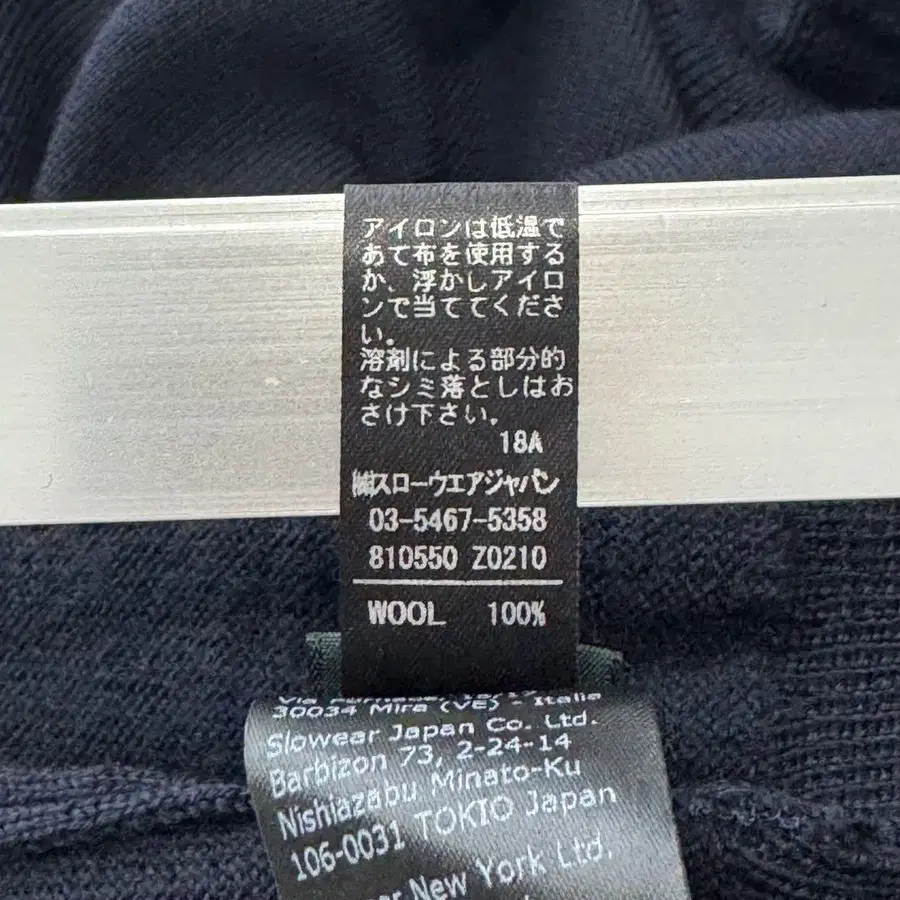 アイロンは低温で
あて布を使用する
か、浮かしアイロ
ンで当ててくださ
い。
溶剤による部分的
なシミ落としはお
さけ下さい。
18A
㈱スローウエアジャパン
03-5467-5358
810550 Z0210
WOOL 100%
Via
30034 Mira (VE) - Italia
Slowear Japan Co. Ltd.
Barbizon 73, 2-24-14
Nishiazabu Minato-Ku
106-0031 TOKIO Japan
New York Ltd.